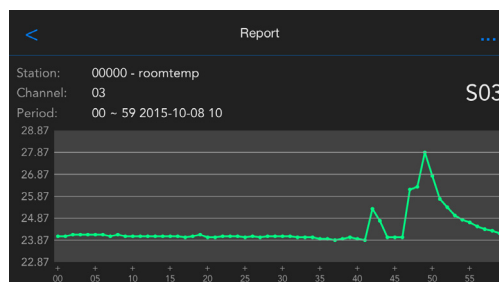 < Report ...
Station: 00000 - roomtemp
Channel: 03
S03
Period: 00 ~ 59 2015-10-08 10
28.87
27.87
26.87
25.87
24.87
23.87
22.87
00 05 10 15 20 25 30 35 40 45 50 55